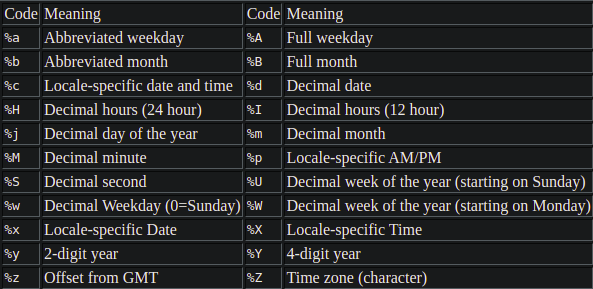 Code Meaning Code Meaning
%a Abbreviated weekday %A Full weekday
%b Abbreviated month %B Full month
%c Locale-specific date and time %d Decimal date
%H Decimal hours (24 hour) %I Decimal hours (12 hour)
%j Decimal day of the year %m Decimal month
%M Decimal minute %p Locale-specific AM/PM
%S Decimal second %U Decimal week of the year (starting on Sunday)
%w Decimal Weekday (0=Sunday) %W Decimal week of the year (starting on Monday)
%x Locale-specific Date %X Locale-specific Time
%y 2-digit year %Y 4-digit year
%z Offset from GMT %Z Time zone (character)